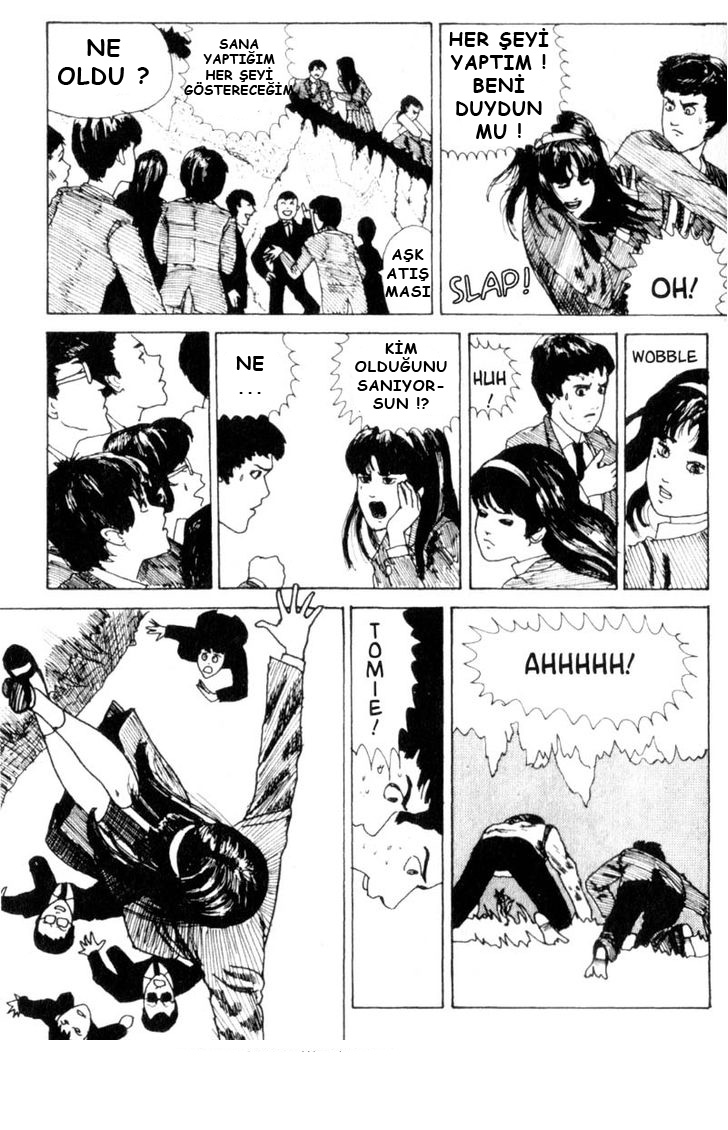 NE
OLDU ?
SANA
YAPTIĞIM
HER ŞEYİ
GÖSTERECEĞİM
AŞK
ATIŞ
MASI
HER ŞEYİ
YAPTIM !
BENİ
DUYDUN
MU !
SLAP!
OH!
NE
...
KİM
OLDUĞUNU
SANIYOR-
SUN !?
HUH
!
WOBBLE
TOMIE!
AHHHHH!